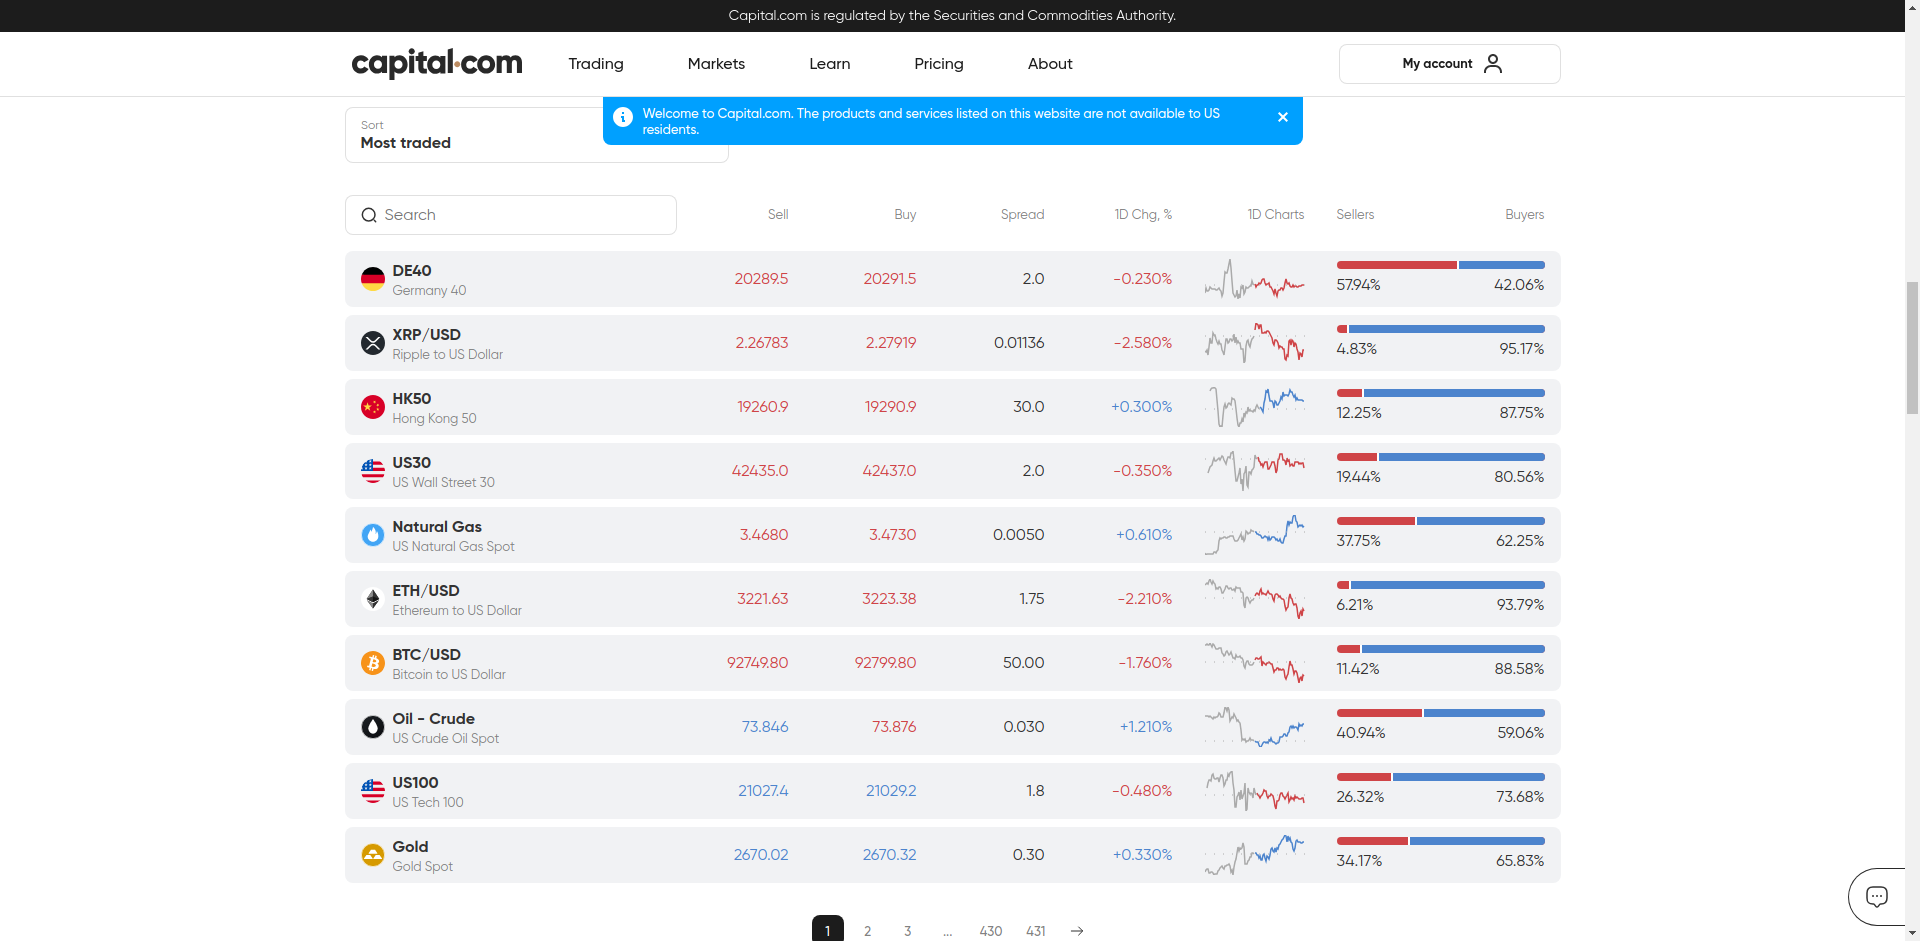 Capital.com is regulated by the Securities and Commodities Authority.
capital.com
Trading
Markets
Learn
Pricing
About
My account
Welcome to Capital.com. The products and services listed on this website are not available to US
residents.
Sort
Most traded
Search
Sell
Buy
Spread
1D Chg, %
1D Charts
Sellers
Buyers
DE40
Germany 40
20289.5
20291.5
2.0
-0.230%
57.94%
42.06%
XRP/USD
Ripple to US Dollar
2.26783
2.27919
0.01136
-2.580%
4.83%
95.17%
HK50
Hong Kong 50
19260.9
19290.9
30.0
+0.300%
12.25%
87.75%
US30
US Wall Street 30
42435.0
42437.0
2.0
-0.350%
19.44%
80.56%
Natural Gas
US Natural Gas Spot
3.4680
3.4730
0.0050
+0.610%
37.75%
62.25%
ETH/USD
Ethereum to US Dollar
3221.63
3223.38
1.75
-2.210%
6.21%
93.79%
BTC/USD
Bitcoin to US Dollar
92749.80
92799.80
50.00
-1.760%
11.42%
88.58%
Oil - Crude
US Crude Oil Spot
73.846
73.876
0.030
+1.210%
40.94%
59.06%
US100
US Tech 100
21027.4
21029.2
1.8
-0.480%
26.32%
73.68%
Gold
Gold Spot
2670.02
2670.32
0.30
+0.330%
34.17%
65.83%
1 2 3 ... 430 431